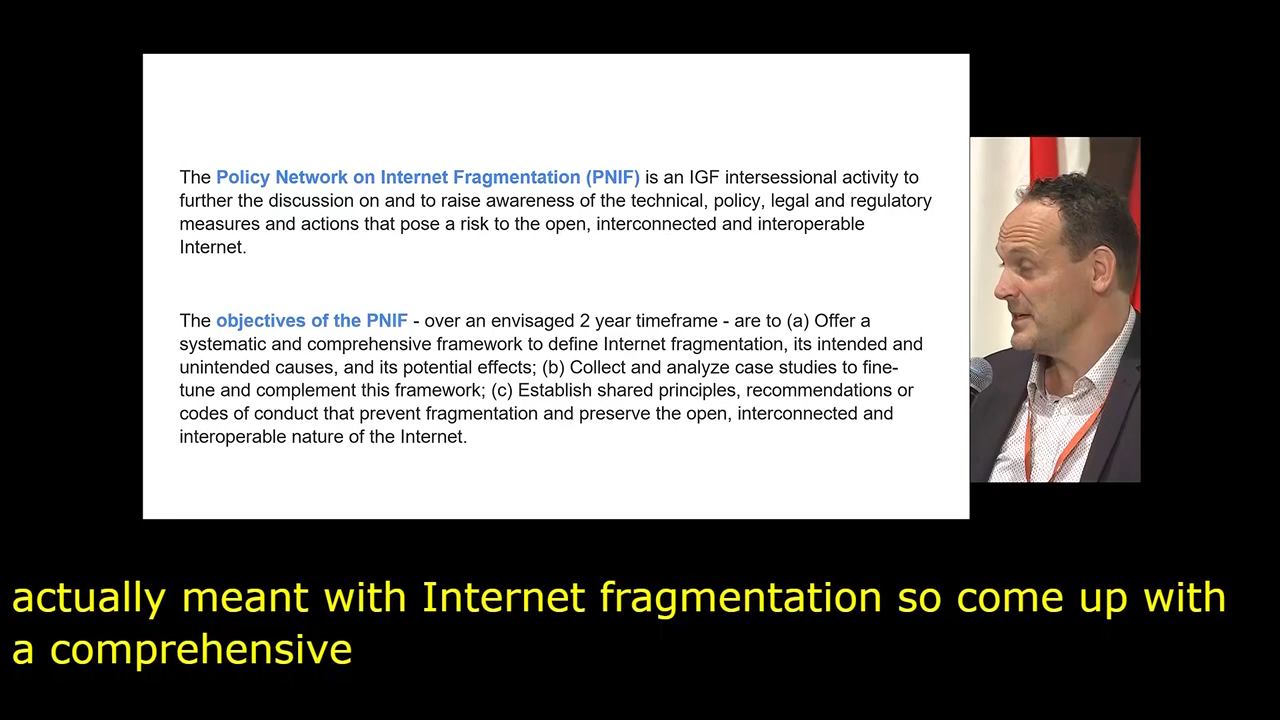 The Policy Network on Internet Fragmentation (PNIF) is an IGF intersessional activity to
further the discussion on and to raise awareness of the technical, policy, legal and regulatory
measures and actions that pose a risk to the open, interconnected and interoperable
Internet.
The objectives of the PNIF - over an envisaged 2 year timeframe - are to (a) Offer a
systematic and comprehensive framework to define Internet fragmentation, its intended and
unintended causes, and its potential effects; (b) Collect and analyze case studies to fine-
tune and complement this framework; (c) Establish shared principles, recommendations or
codes of conduct that prevent fragmentation and preserve the open, interconnected and
interoperable nature of the Internet.
actually meant with Internet fragmentation so come up with
a comprehensive